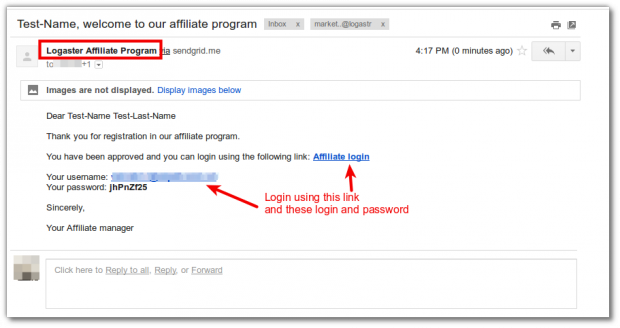 Test-Name, welcome to our affiliate program Inbox x market..@logastr x
Logaster Affiliate Program via sendgrid.me 4:17 PM (0 minutes ago)
to +1
Images are not displayed. Display images below
Dear Test-Name Test-Last-Name
Thank you for registration in our affiliate program.
You have been approved and you can login using the following link: Affiliate login
Your username:
Your password: jhPnZf25
Login using this link
and these login and password
Sincerely,
Your Affiliate manager
Click here to Reply to all, Reply, or Forward